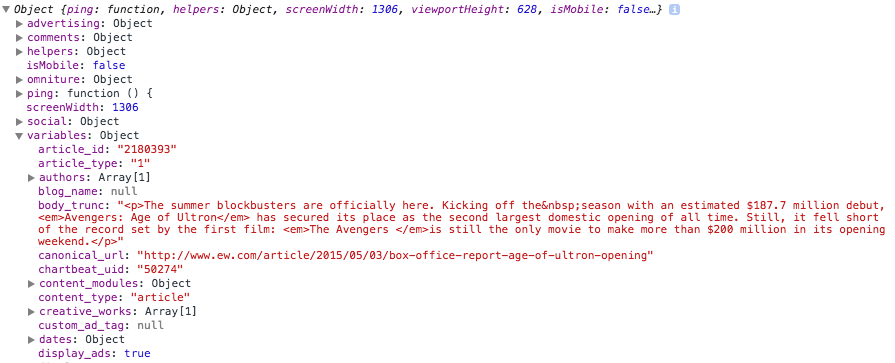 Object {ping: function, helpers: Object, screenWidth: 1306, viewportHeight: 628, isMobile: false…} i
advertising: Object
comments: Object
helpers: Object
isMobile: false
omniture: Object
ping: function () {
screenWidth: 1306
social: Object
variables: Object
article_id: "2180393"
article_type: "1"
authors: Array[1]
blog_name: null
body_trunc: "<p>The summer blockbusters are officially here. Kicking off the&nbsp;season with an estimated $187.7 million debut,
<em>Avengers: Age of Ultron</em> has secured its place as the second largest domestic opening of all time. Still, it fell short
of the record set by the first film: <em>The Avengers </em>is still the only movie to make more than $200 million in its opening
weekend.</p>"
canonical_url: "http://www.ew.com/article/2015/05/03/box-office-report-age-of-ultron-opening"
chartbeat_uid: "50274"
content_modules: Object
content_type: "article"
creative_works: Array[1]
custom_ad_tag: null
dates: Object
display_ads: true